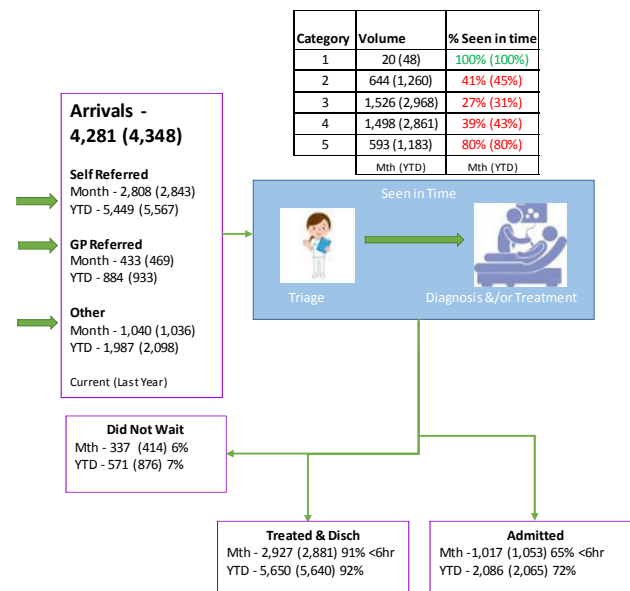 Category Volume % Seen in time
1 20 (48) 100% (100%)
2 644 (1,260) 41% (45%)
3 1,526 (2,968) 27% (31%)
4 1,498 (2,861) 39% (43%)
5 593 (1,183) 80% (80%)
Mth (YTD) Mth (YTD)
Arrivals -
4,281 (4,348)
Self Referred
Month - 2,808 (2,843)
YTD - 5,449 (5,567)
GP Referred
Month - 433 (469)
YTD - 884 (933)
Other
Month - 1,040 (1,036)
YTD - 1,987 (2,098)
Current (Last Year)
Seen in Time
Triage
Diagnosis &/or Treatment
Did Not Wait
Mth - 337 (414) 6%
YTD - 571 (876) 7%
Treated & Disch
Mth - 2,927 (2,881) 91% <6hr
YTD - 5,650 (5,640) 92%
Admitted
Mth -1,017 (1,053) 65% <6hr
YTD - 2,086 (2,065) 72%